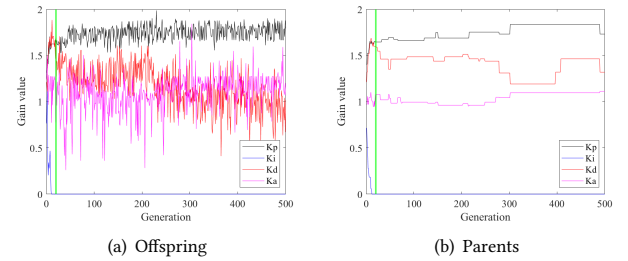 2
1.5
1
0.5
0
Gain value
Kp
Ki
Kd
Ka
0 100 200 300 400 500
Generation
(a) Offspring
2
1.5
1
0.5
0
Gain value
Kp
Ki
Kd
Ka
0 100 200 300 400 500
Generation
(b) Parents